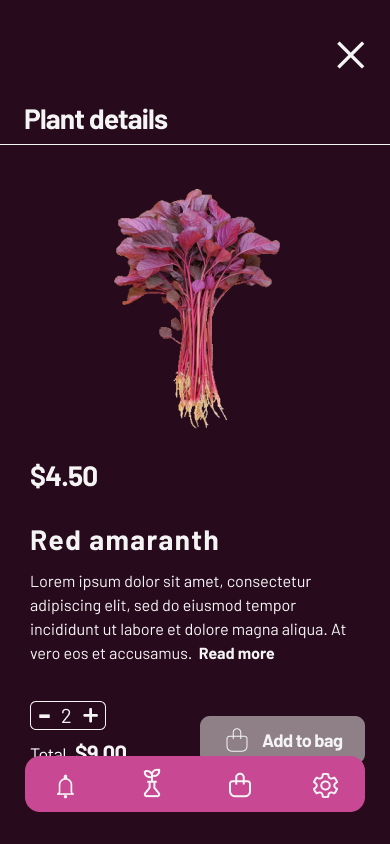 Plant details
$4.50
Red amaranth
Lorem ipsum dolor sit amet, consectetur
adipiscing elit, sed do eiusmod tempor
incididunt ut labore et dolore magna aliqua. At
vero eos et accusamus. Read more
- 2 +
Add to bag
Total $9.00